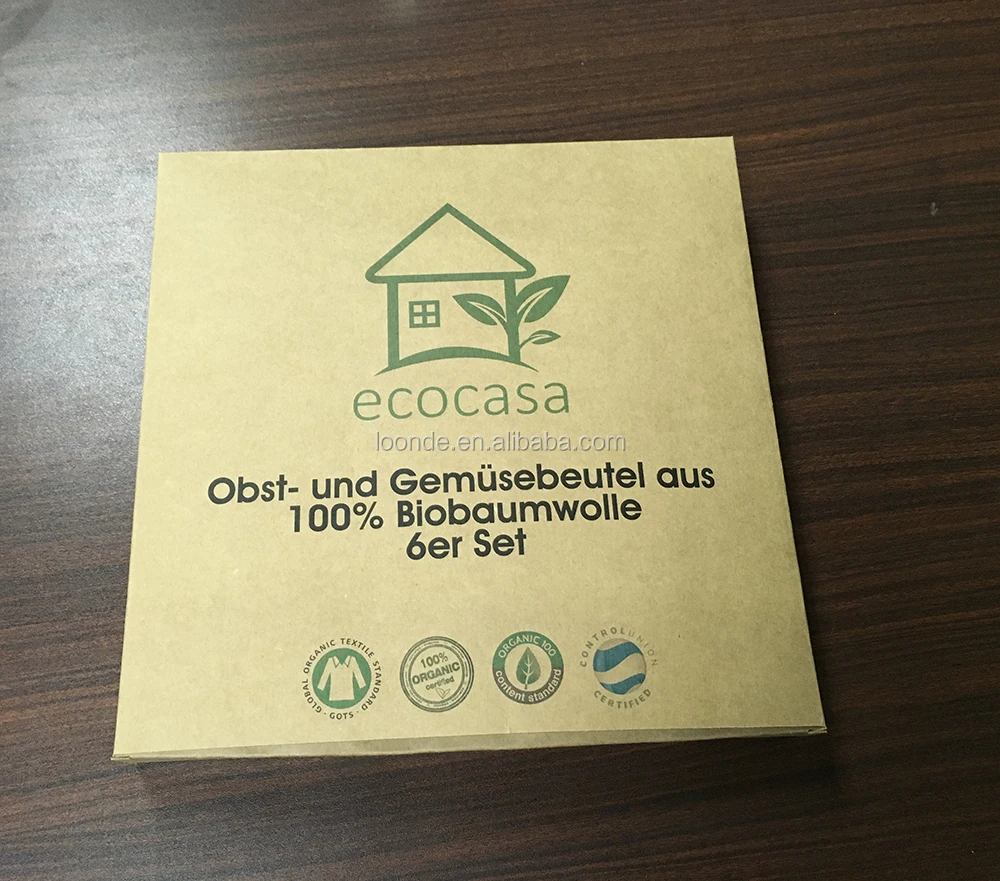 ecocasa
loonde.en.alibaba.com
Obst- und Gemüsebeutel aus
100% Biobaumwolle
6er Set
GLOBAL ORGANIC TEXTILE STANDARD · GOTS ·
100%
ORGANIC
certified
ORGANIC 100
content standard
CONTROLUNION
CERTIFIED